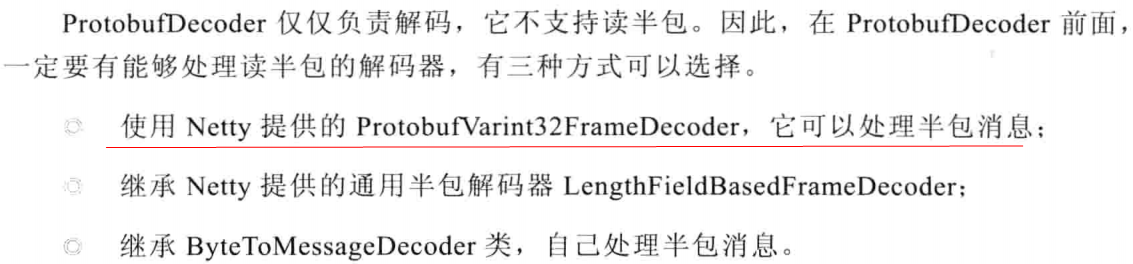 ProtobufDecoder 仅仅负责解码，它不支持读半包。因此，在 ProtobufDecoder 前面，
一定要有能够处理读半包的解码器，有三种方式可以选择。
使用 Netty 提供的 ProtobufVarint32FrameDecoder，它可以处理半包消息；
继承 Netty 提供的通用半包解码器 LengthFieldBasedFrameDecoder；
继承 ByteToMessageDecoder 类，自己处理半包消息。